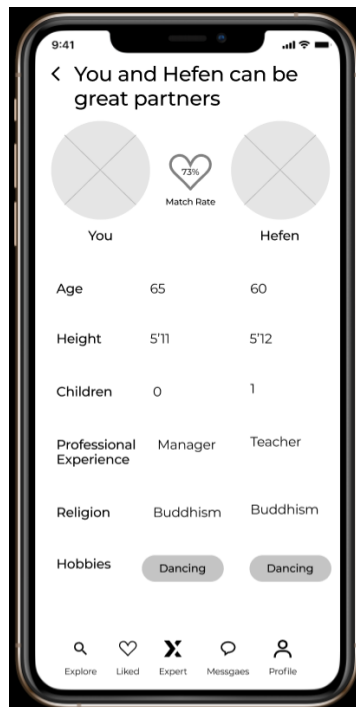 9:41
You and Hefen can be
great partners
73%
Match Rate
You Hefen
Age 65 60
Height 5'11 5'12
Children 0 1
Professional Experience Manager Teacher
Religion Buddhism Buddhism
Hobbies Dancing Dancing
Explore Liked Expert Messgaes Profile